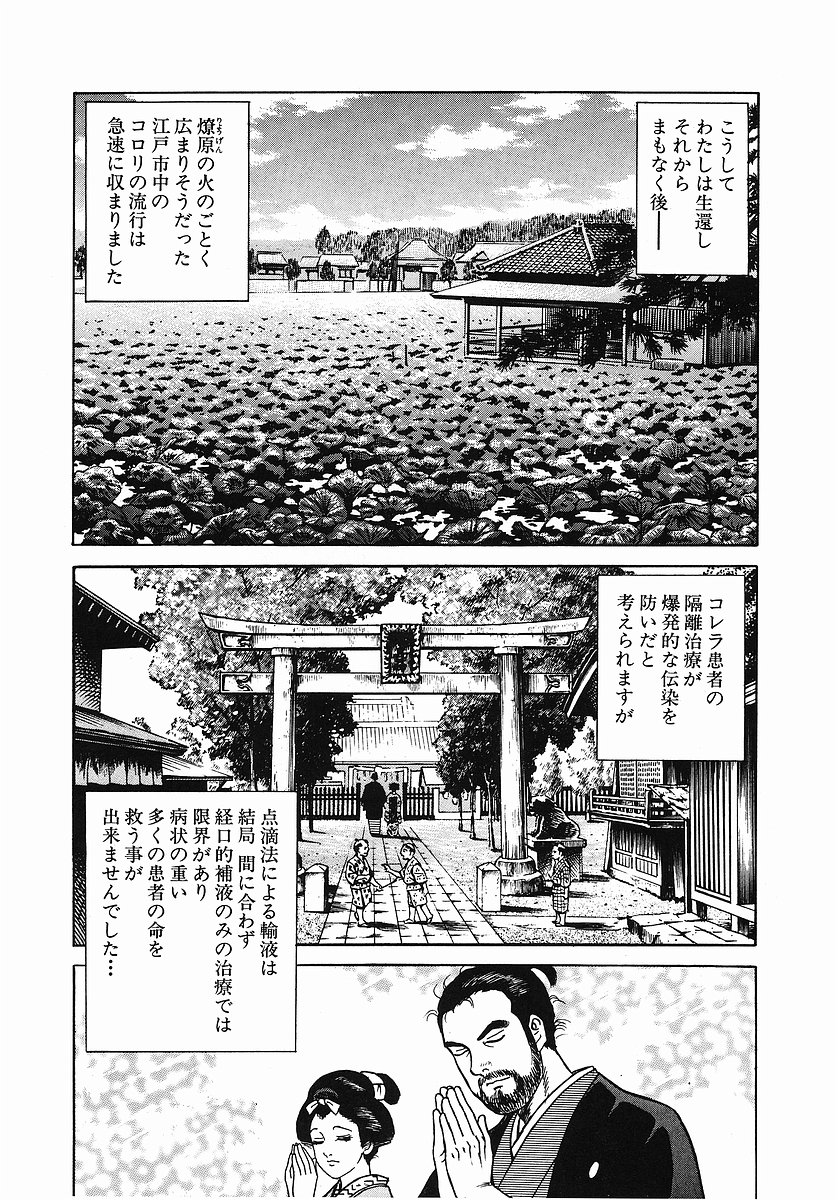 こうして
わたしは生還し
それから
まもなく後──
燎原の火のごとく
りょうげん
広まりそうだった
江戸市中の
コロリの流行は
急速に収まりました
コレラ患者の
隔離治療が
爆発的な伝染を
防いだと
考えられますが
点滴法による輸液は
結局 間に合わず
経口的補液のみの治療では
限界があり
病状の重い
多くの患者の命を
救う事が
出来ませんでした…